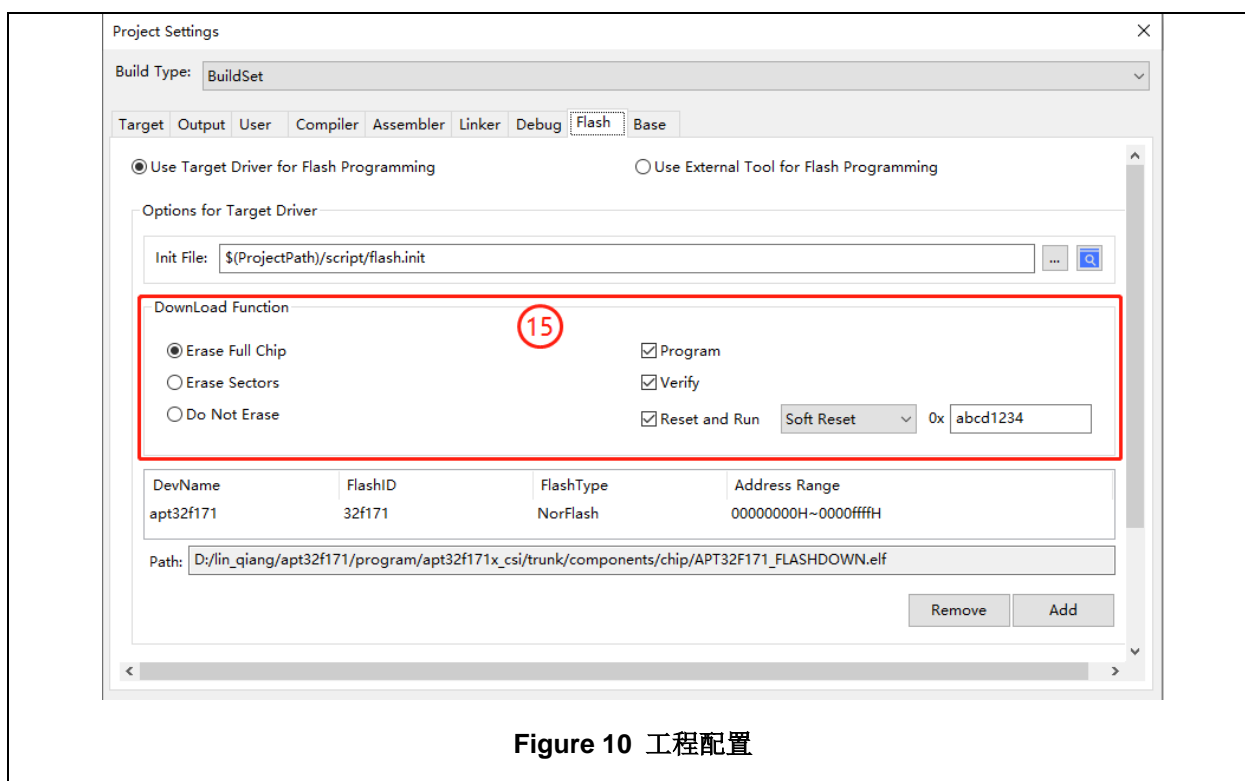 Project Settings
Build Type: BuildSet
Target Output User Compiler Assembler Linker Debug Flash Base
Use Target Driver for Flash Programming Use External Tool for Flash Programming
Options for Target Driver
Init File: $(ProjectPath)/script/flash.init ...
DownLoad Function
15
Erase Full Chip Program
Erase Sectors Verify
Do Not Erase Reset and Run Soft Reset 0x abcd1234
DevName FlashID FlashType Address Range
apt32f171 32f171 NorFlash 00000000H~0000ffffH
Path: D:/lin_qiang/apt32f171/program/apt32f171x_csi/trunk/components/chip/APT32F171_FLASHDOWN.elf
Remove Add
Figure 10 工程配置